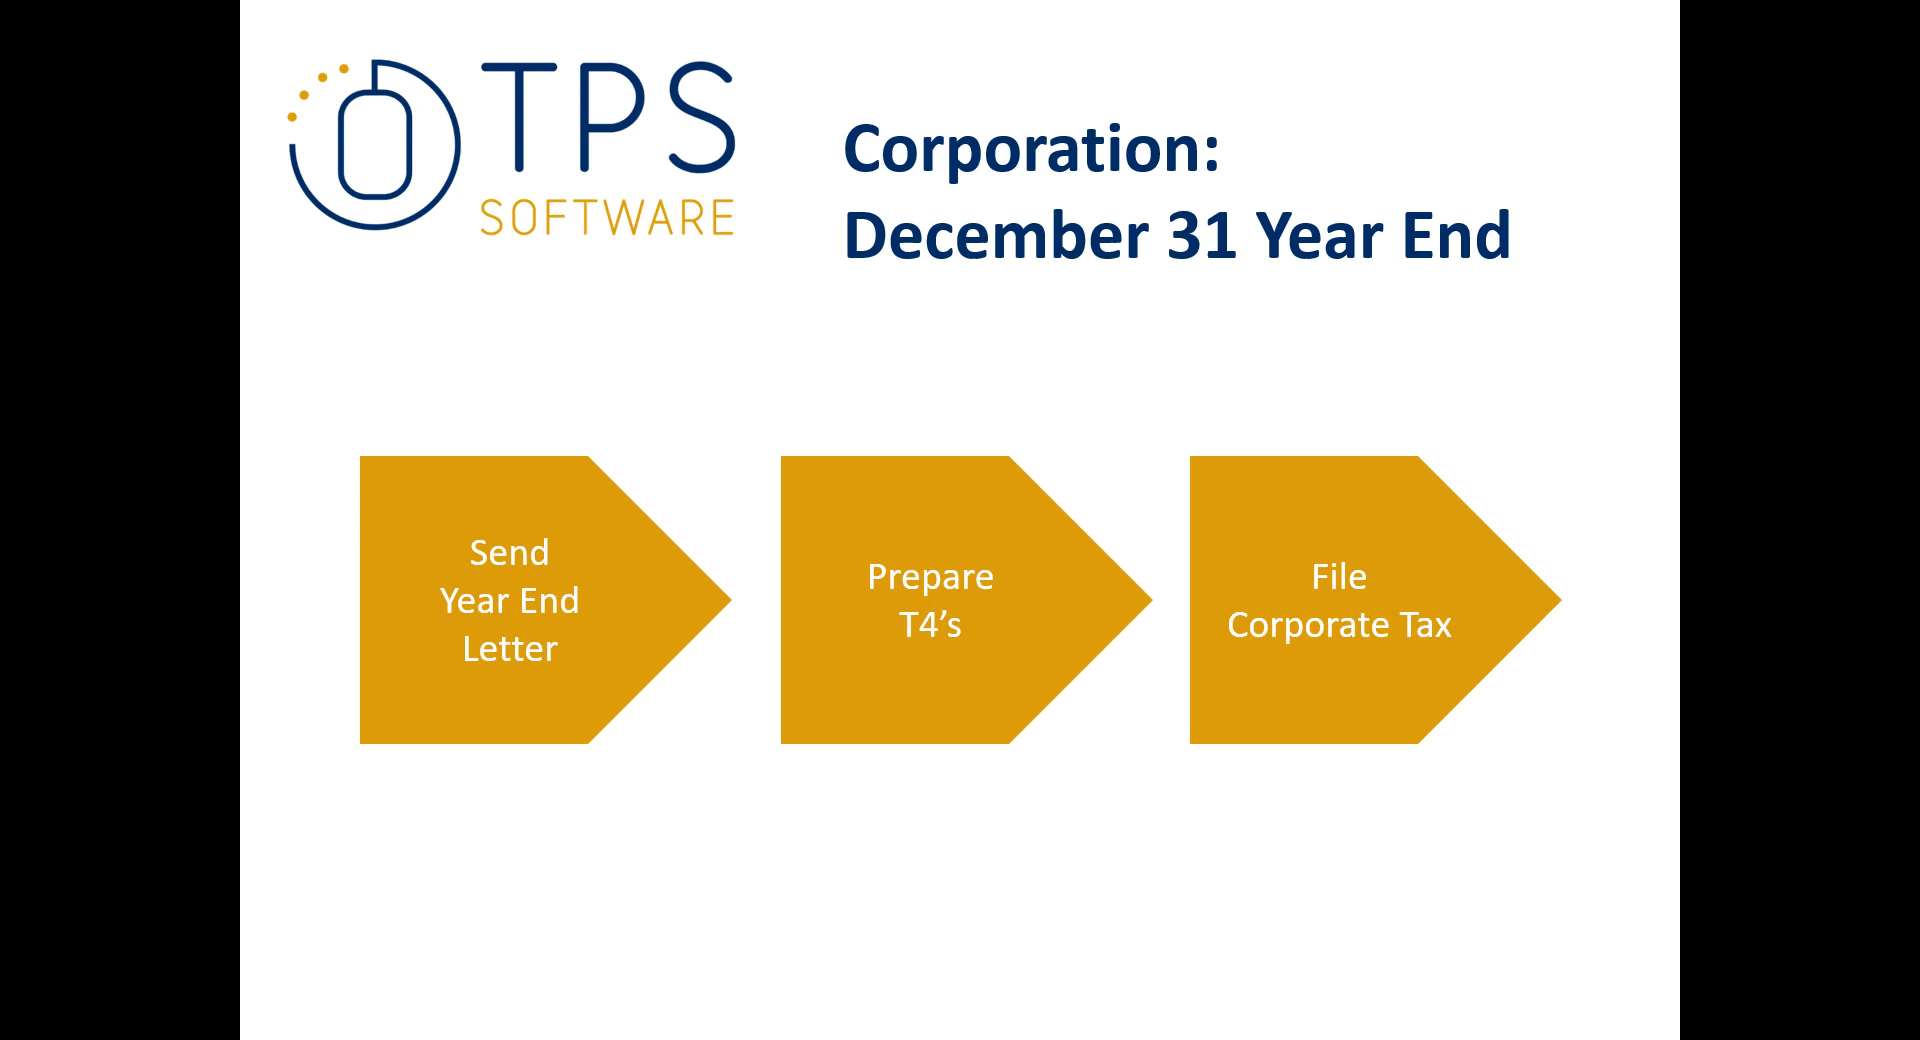 TPS
SOFTWARE
Corporation:
December 31 Year End
Send
Year End
Letter
Prepare
T4’s
File
Corporate Tax